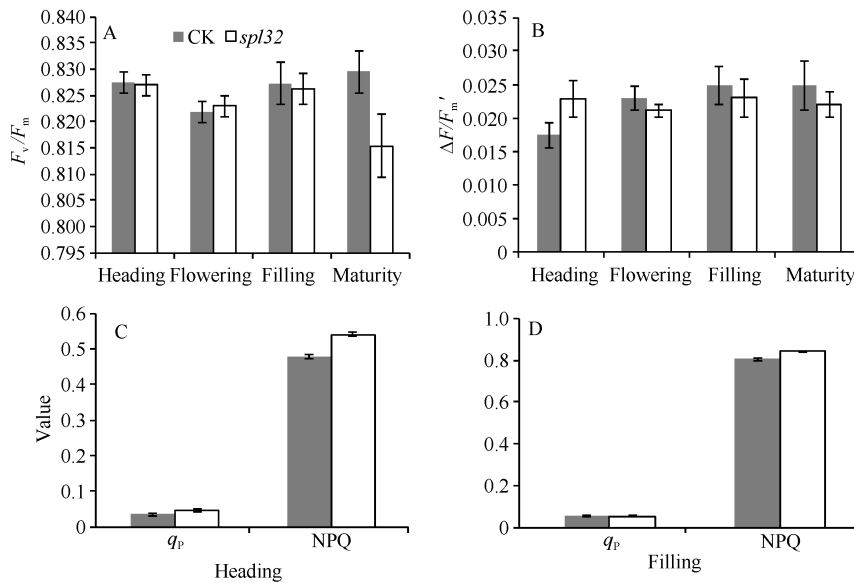 A
CK
spl32
Fv/Fm
0.840
0.835
0.830
0.825
0.820
0.815
0.810
0.805
0.800
0.795
Heading Flowering Filling Maturity
B
ΔF/Fm′
0.035
0.030
0.025
0.020
0.015
0.010
0.005
0
Heading Flowering Filling Maturity
C
Value
0.6
0.5
0.4
0.3
0.2
0.1
0
qP NPQ
Heading
D
1.0
0.8
0.6
0.4
0.2
0
qP NPQ
Filling